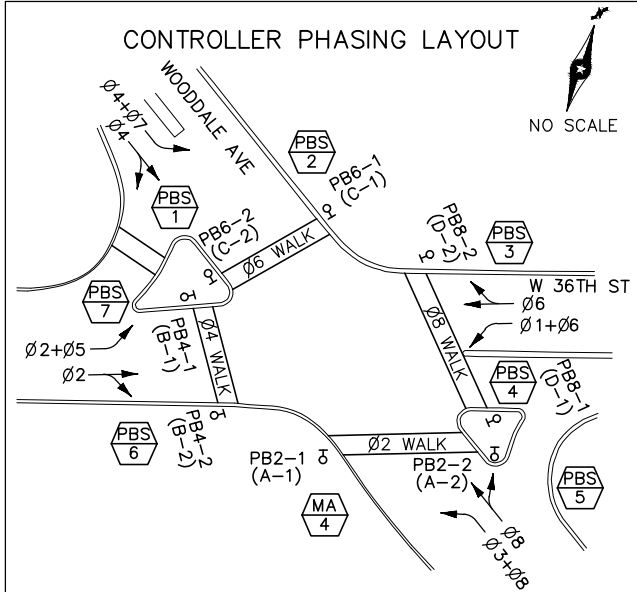 CONTROLLER PHASING LAYOUT
NO SCALE
WOODDALE AVE
Ø4+Ø7
Ø4
PBS
2
PBS
1
PB6-1
(C-1)
PB6-2
(C-2)
Ø6 WALK
PB8-2
(D-2)
PBS
3
W 36TH ST
Ø6
Ø1+Ø6
PBS
7
Ø2+Ø5
Ø2
PB4-1
(B-1)
Ø4 WALK
Ø8 WALK
PBS
4
PB8-1
(D-1)
PBS
6
PB4-2
(B-2)
PB2-1
(A-1)
Ø2 WALK
PB2-2
(A-2)
PBS
5
MA
4
Ø8
Ø3+Ø8